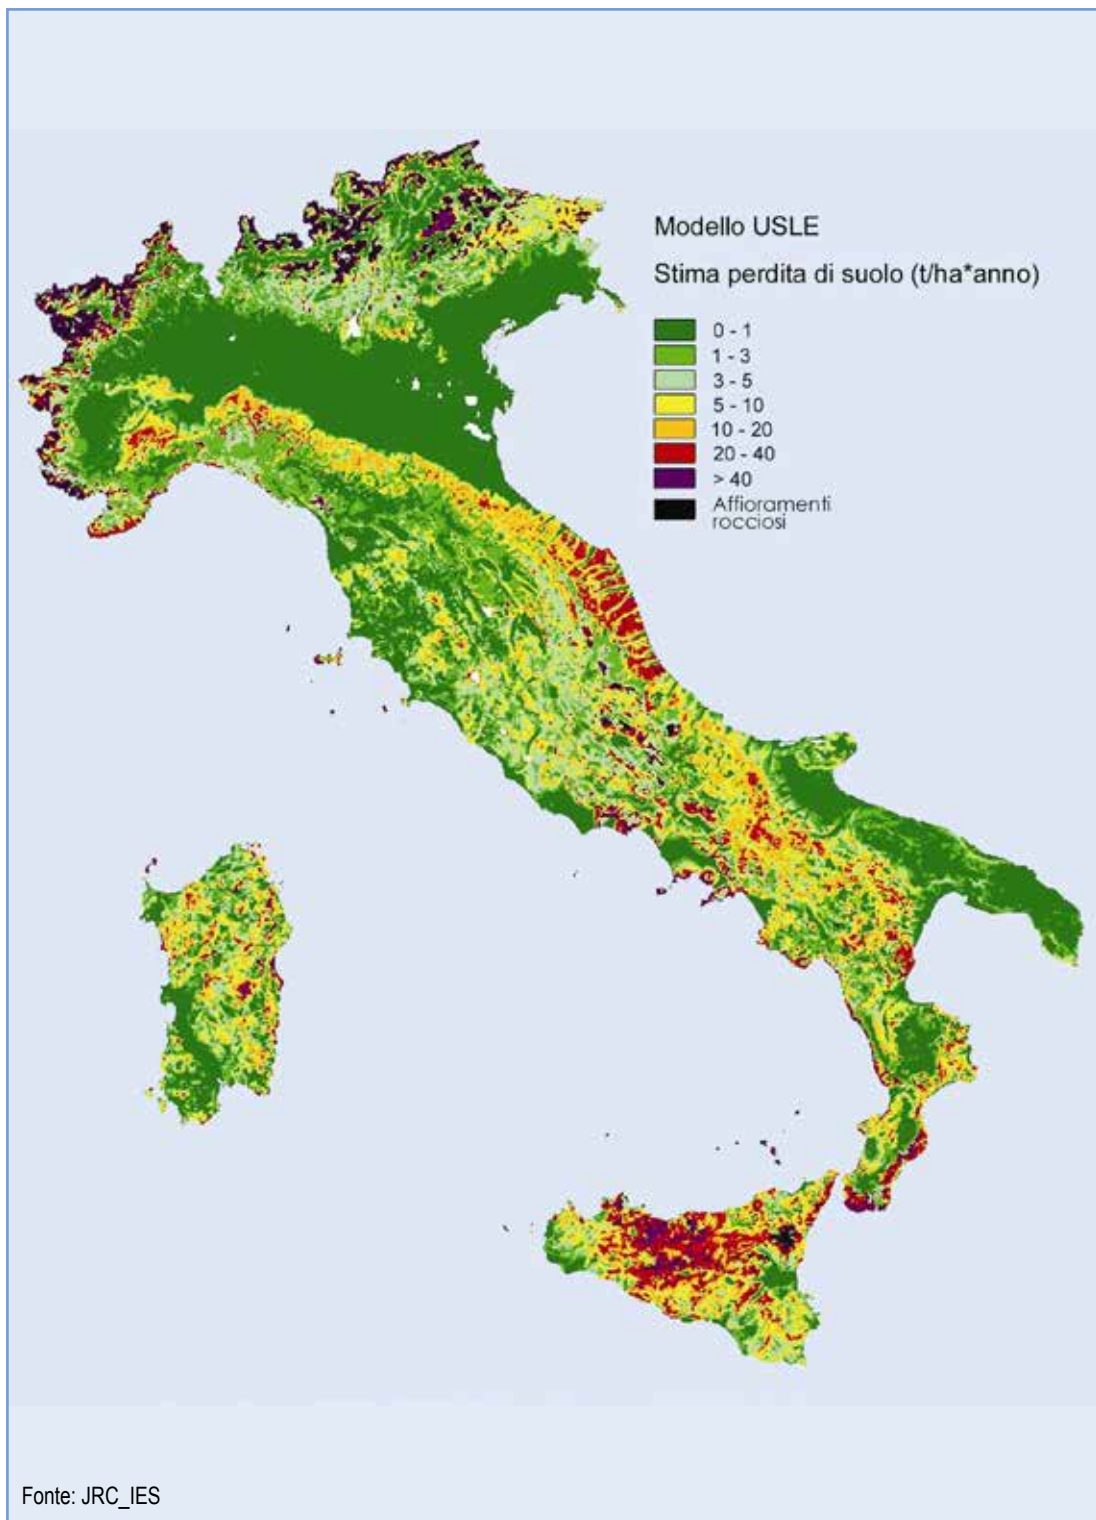 Modello USLE
Stima perdita di suolo (t/ha*anno)
0 - 1
1 - 3
3 - 5
5 - 10
10 - 20
20 - 40
> 40
Affioramenti
rocciosi
Fonte: JRC_IES